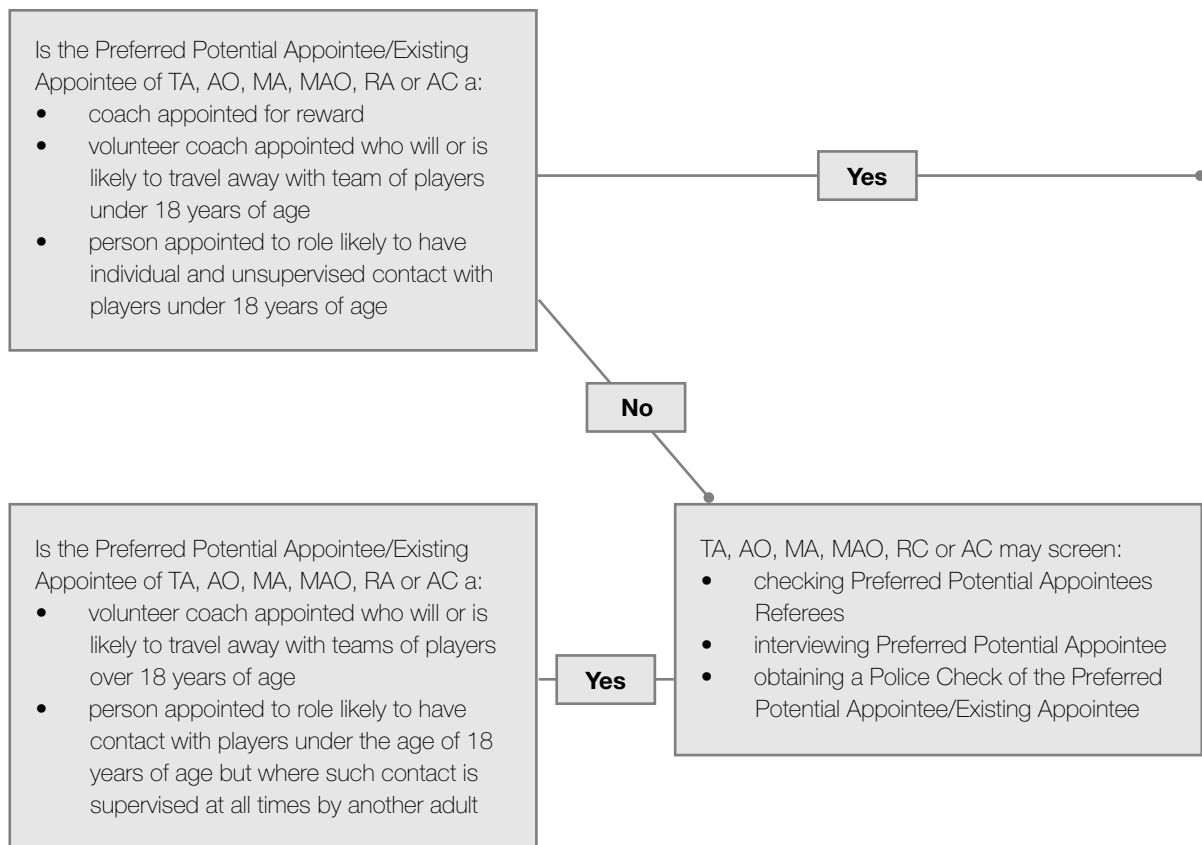 Is the Preferred Potential Appointee/Existing
Appointee of TA, AO, MA, MAO, RA or AC a:
• coach appointed for reward
• volunteer coach appointed who will or is
likely to travel away with team of players
under 18 years of age
• person appointed to role likely to have
individual and unsupervised contact with
players under 18 years of age
Yes
No
Is the Preferred Potential Appointee/Existing
Appointee of TA, AO, MA, MAO, RA or AC a:
• volunteer coach appointed who will or is
likely to travel away with teams of players
over 18 years of age
• person appointed to role likely to have
contact with players under the age of 18
years of age but where such contact is
supervised at all times by another adult
Yes
TA, AO, MA, MAO, RC or AC may screen:
• checking Preferred Potential Appointees
Referees
• interviewing Preferred Potential Appointee
• obtaining a Police Check of the Preferred
Potential Appointee/Existing Appointee